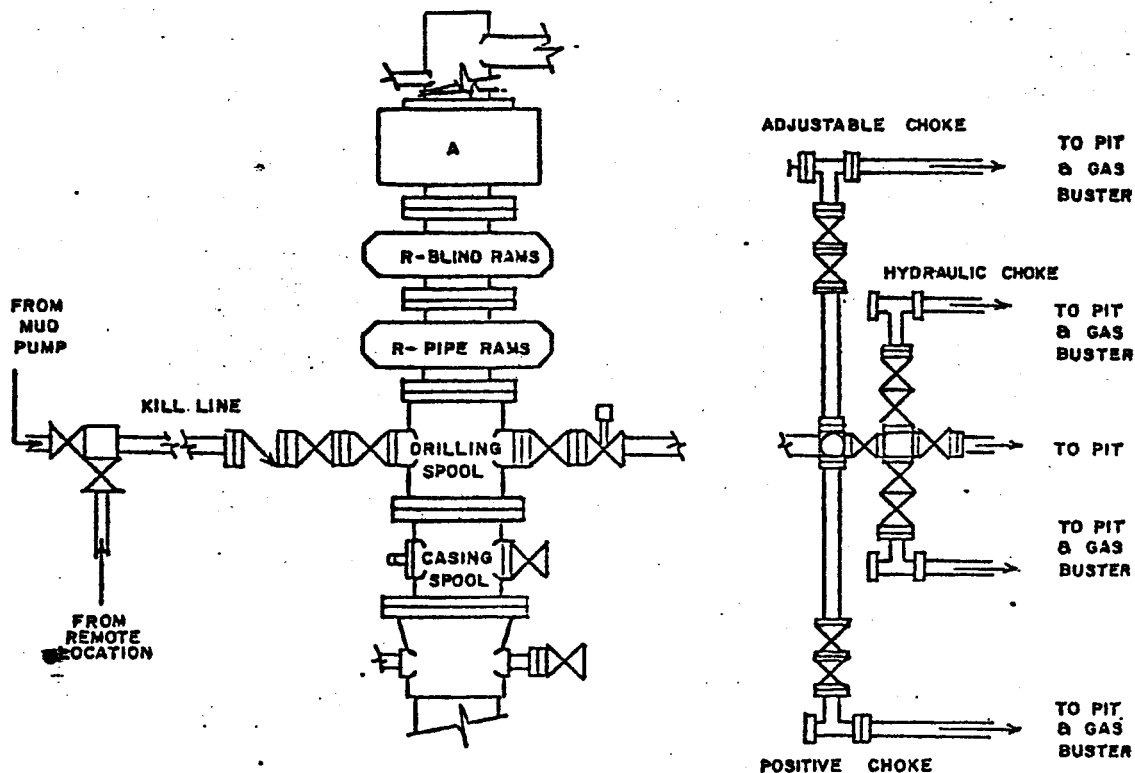 A
R-BLIND RAMS
R-PIPE RAMS
FROM
MUD
PUMP
KILL LINE
DRILLING
SPOOL
CASING
SPOOL
FROM
REMOTE
LOCATION
ADJUSTABLE CHOKE
TO PIT
& GAS
BUSTER
HYDRAULIC CHOKE
TO PIT
& GAS
BUSTER
TO PIT
TO PIT
& GAS
BUSTER
TO PIT
& GAS
BUSTER
POSITIVE CHOKE